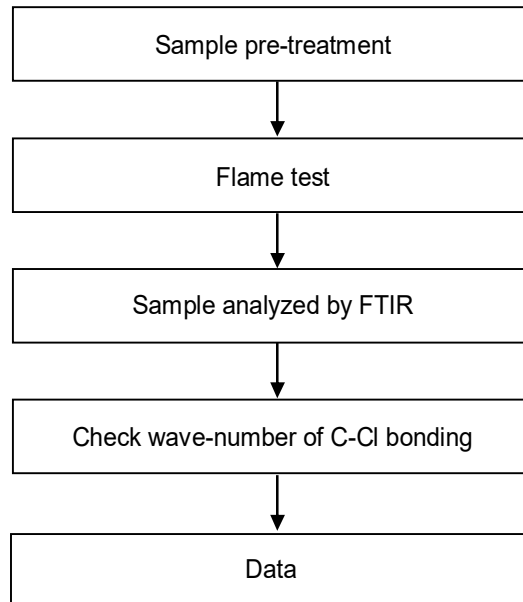 Sample pre-treatment
Flame test
Sample analyzed by FTIR
Check wave-number of C-Cl bonding
Data